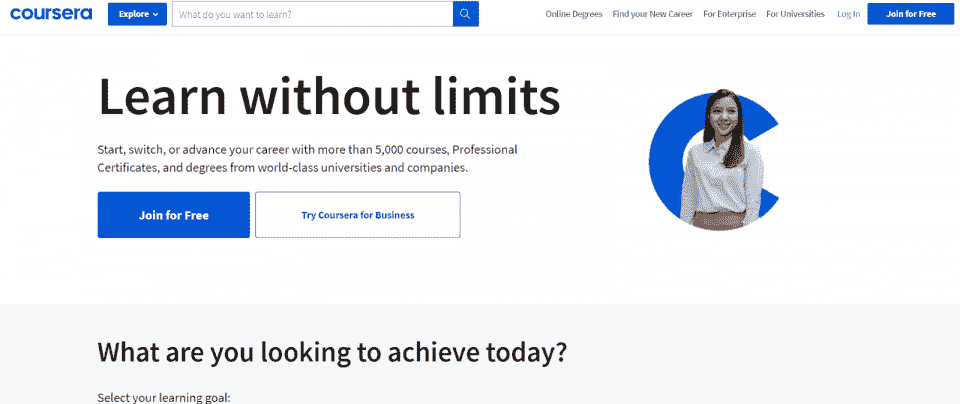 coursera
Explore
What do you want to learn?
Online Degrees
Find your New Career
For Enterprise
For Universities
Log In
Join for Free
Learn without limits
Start, switch, or advance your career with more than 5,000 courses, Professional
Certificates, and degrees from world-class universities and companies.
Join for Free
Try Coursera for Business
What are you looking to achieve today?
Select your learning goal: